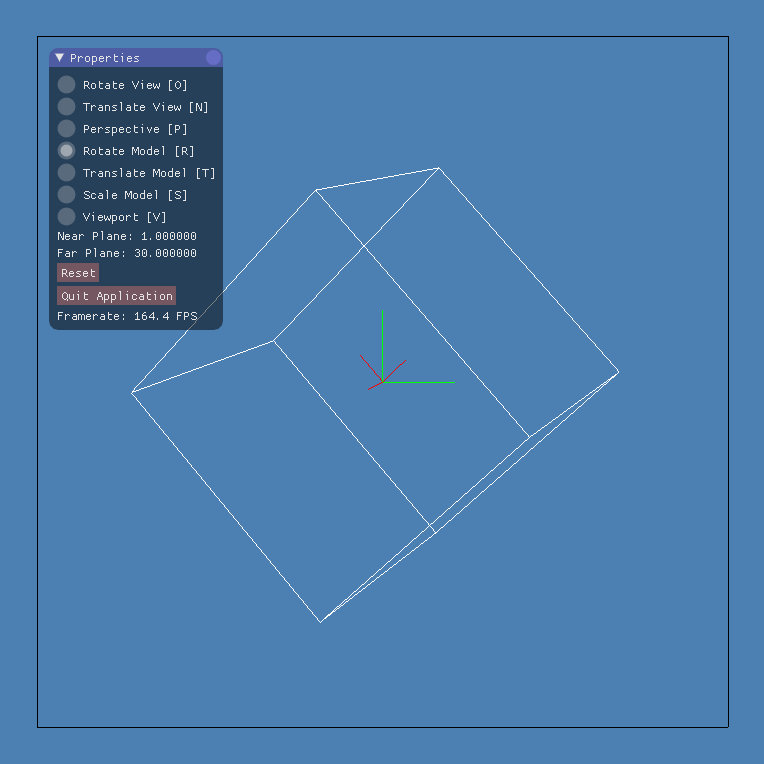 Properties
Rotate View [O]
Translate View [N]
Perspective [P]
Rotate Model [R]
Translate Model [T]
Scale Model [S]
Viewport [V]
Near Plane: 1.000000
Far Plane: 30.000000
Reset
Quit Application
Framerate: 164.4 FPS